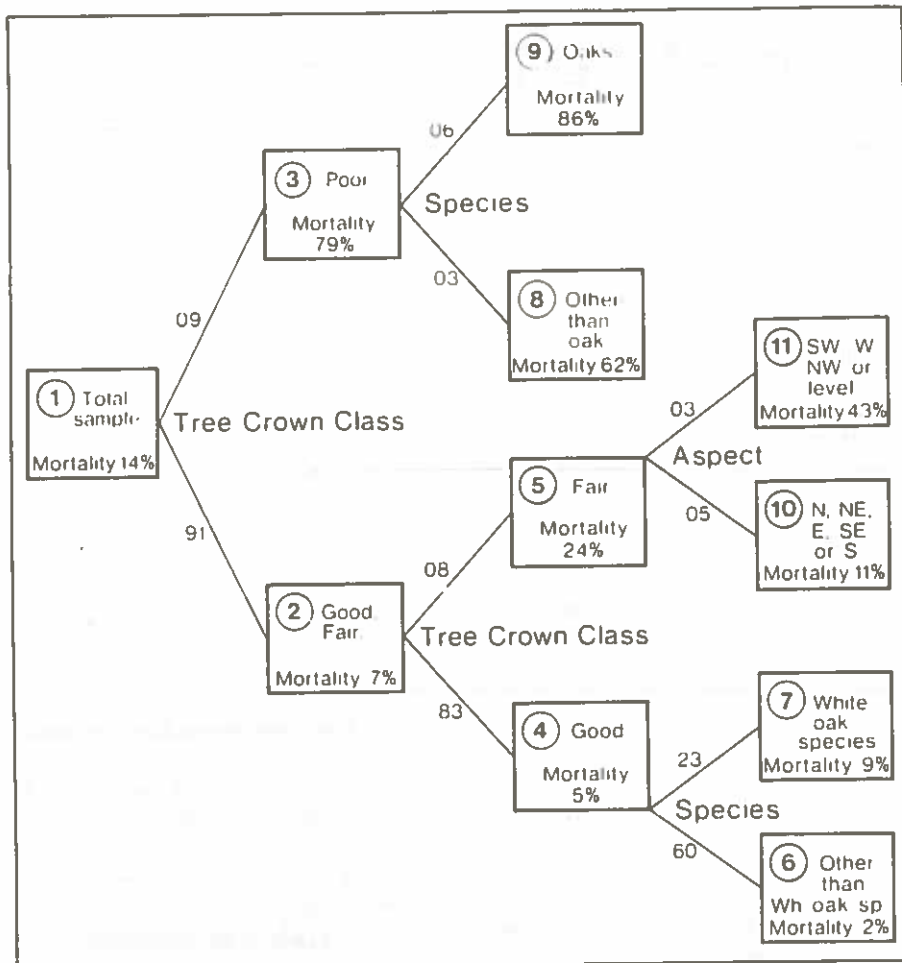 9 Oaks
Mortality
86%
06
3 Poor
Mortality
79%
Species
03
8 Other
than
oak
Mortality 62%
09
1 Total
sample
Mortality 14%
Tree Crown Class
11 SW W
NW or
level
Mortality 43%
03
Aspect
5 Fair
Mortality
24%
05
10 N, NE,
E, SE
or S
Mortality 11%
91
08
2 Good,
Fair
Mortality 7%
Tree Crown Class
83
4 Good
Mortality
5%
7 White
oak
species
Mortality 9%
23
Species
60
6 Other
than
Wh oak sp
Mortality 2%